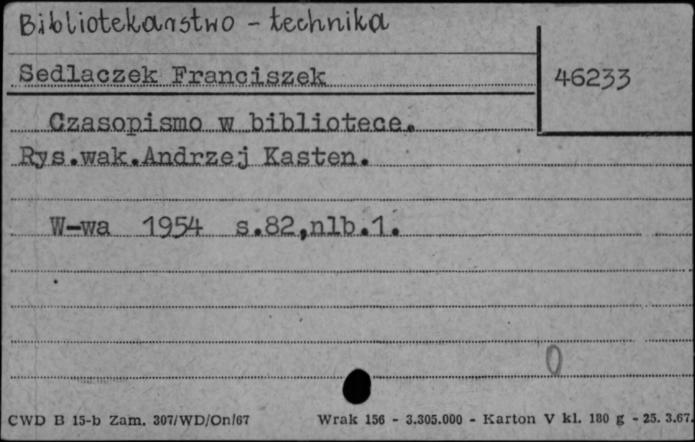 Bibliotekarstwo - technika
Sedlaczek Franciszek
46233
Czasopismo w bibliotece.
Rys.wak.Andrzej Kasten.
W-wa 1954 s.82,nlb.1.
0
CWD B 15-b Zam. 307/WD/On/67 Wrak 156 - 3.305.000 - Karton V kl. 180 g - 25. 3.67.